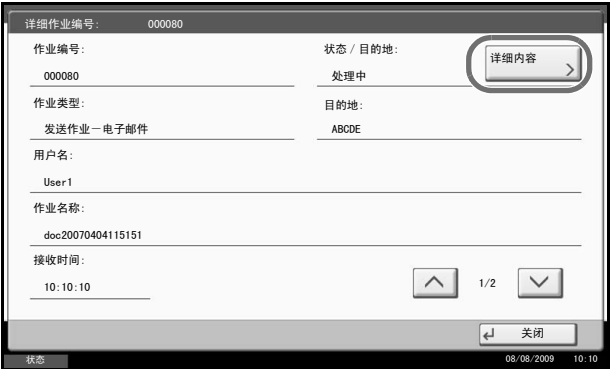 详细作业编号: 000080
作业编号:
000080
状态 / 目的地:
处理中
详细内容
作业类型:
发送作业－电子邮件
目的地:
ABCDE
用户名:
User1
作业名称:
doc20070404115151
接收时间:
10:10:10
1/2
关闭
状态 08/08/2009 10:10